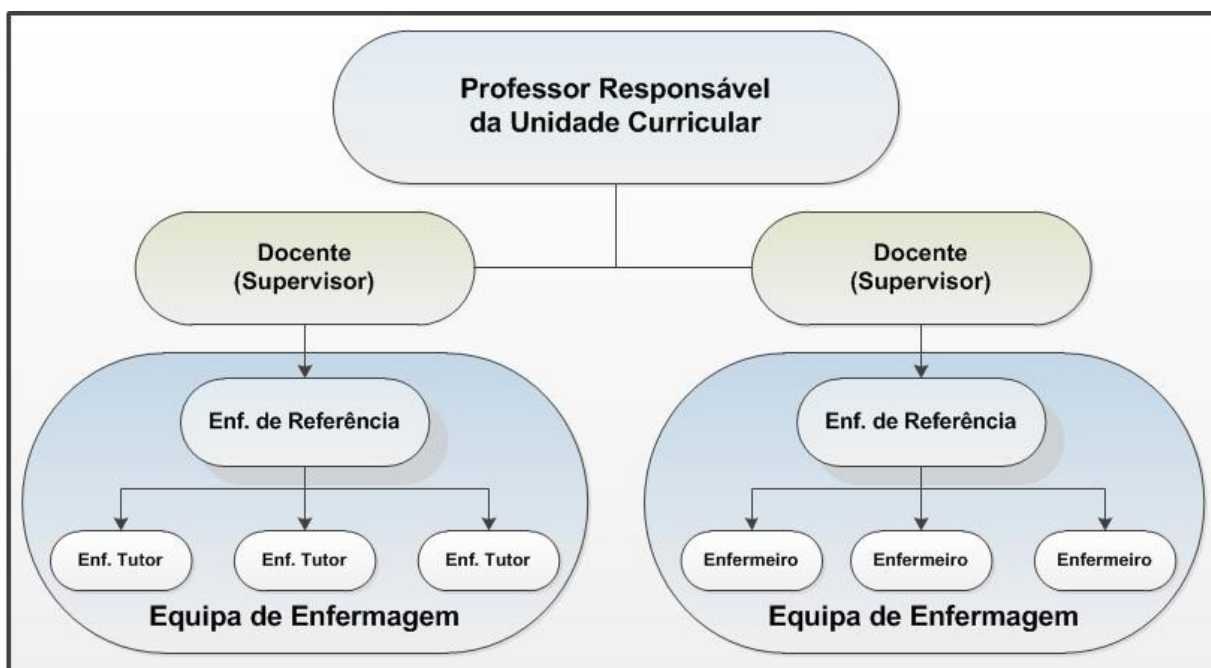 Professor Responsável
da Unidade Curricular
Docente
(Supervisor)
Docente
(Supervisor)
Enf. de Referência
Enf. de Referência
Enf. Tutor
Enf. Tutor
Enf. Tutor
Enfermeiro
Enfermeiro
Enfermeiro
Equipa de Enfermagem
Equipa de Enfermagem